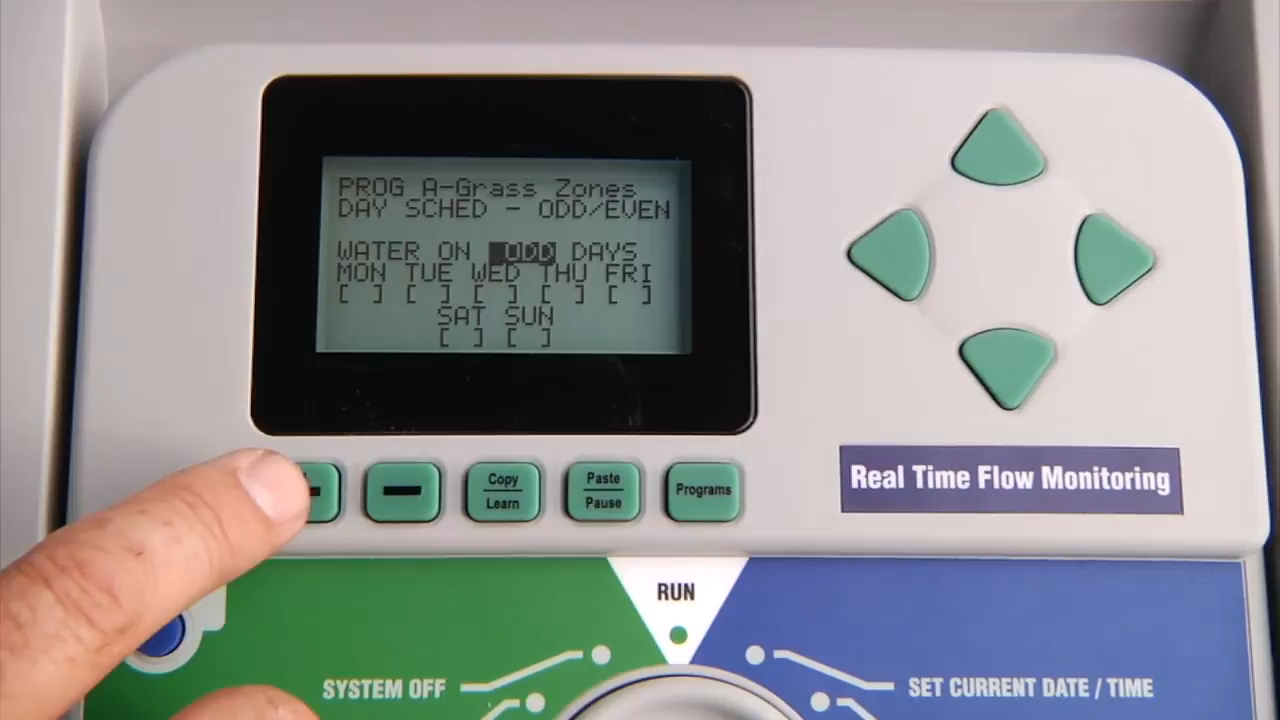 PROG A-Grass Zones
DAY SCHED - ODD/EVEN
WATER ON ODD DAYS
MON TUE WED THU FRI
[ ] [ ] [ ] [ ] [ ]
SAT SUN
[ ] [ ]
Copy
Learn
Paste
Pause
Programs
Real Time Flow Monitoring
RUN
SYSTEM OFF
SET CURRENT DATE / TIME